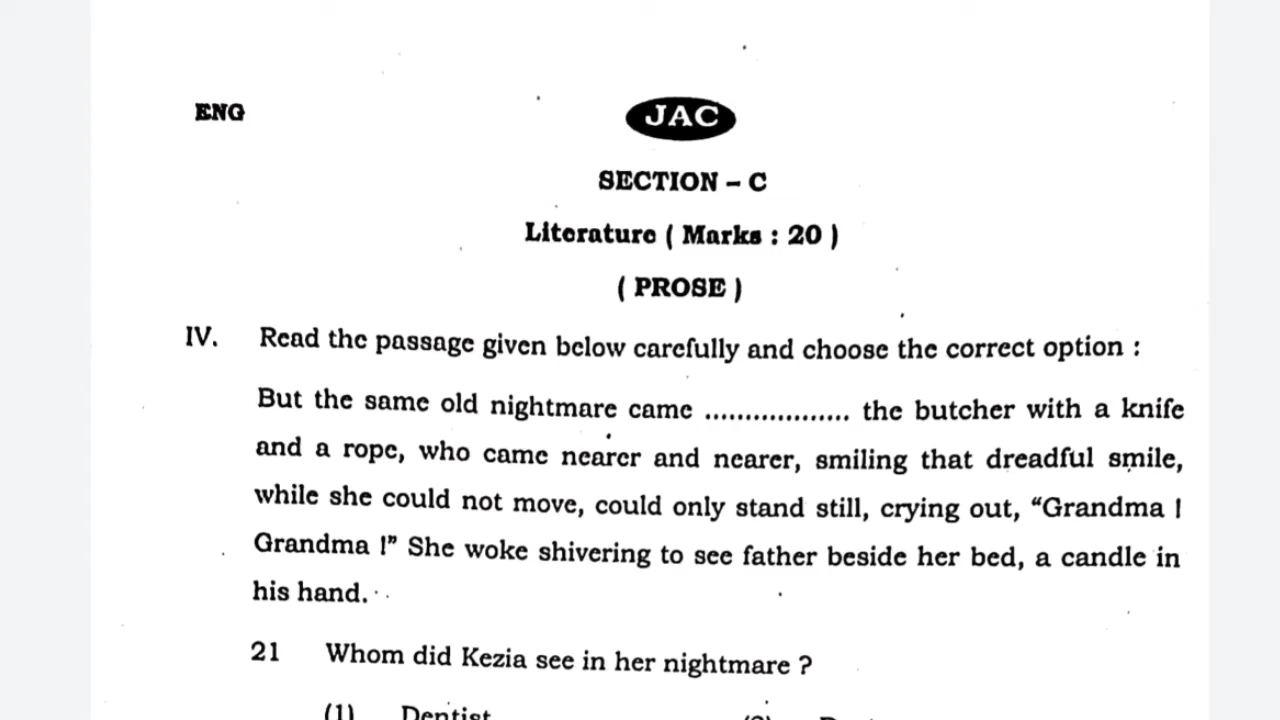 ENG
JAC
SECTION – C
Literature ( Marks : 20 )
( PROSE )
IV. Read the passage given below carefully and choose the correct option :
But the same old nightmare came .................. the butcher with a knife
and a rope, who came nearer and nearer, smiling that dreadful smile,
while she could not move, could only stand still, crying out, “Grandma !
Grandma !” She woke shivering to see father beside her bed, a candle in
his hand.
21 Whom did Kezia see in her nightmare ?
(1) Dentist